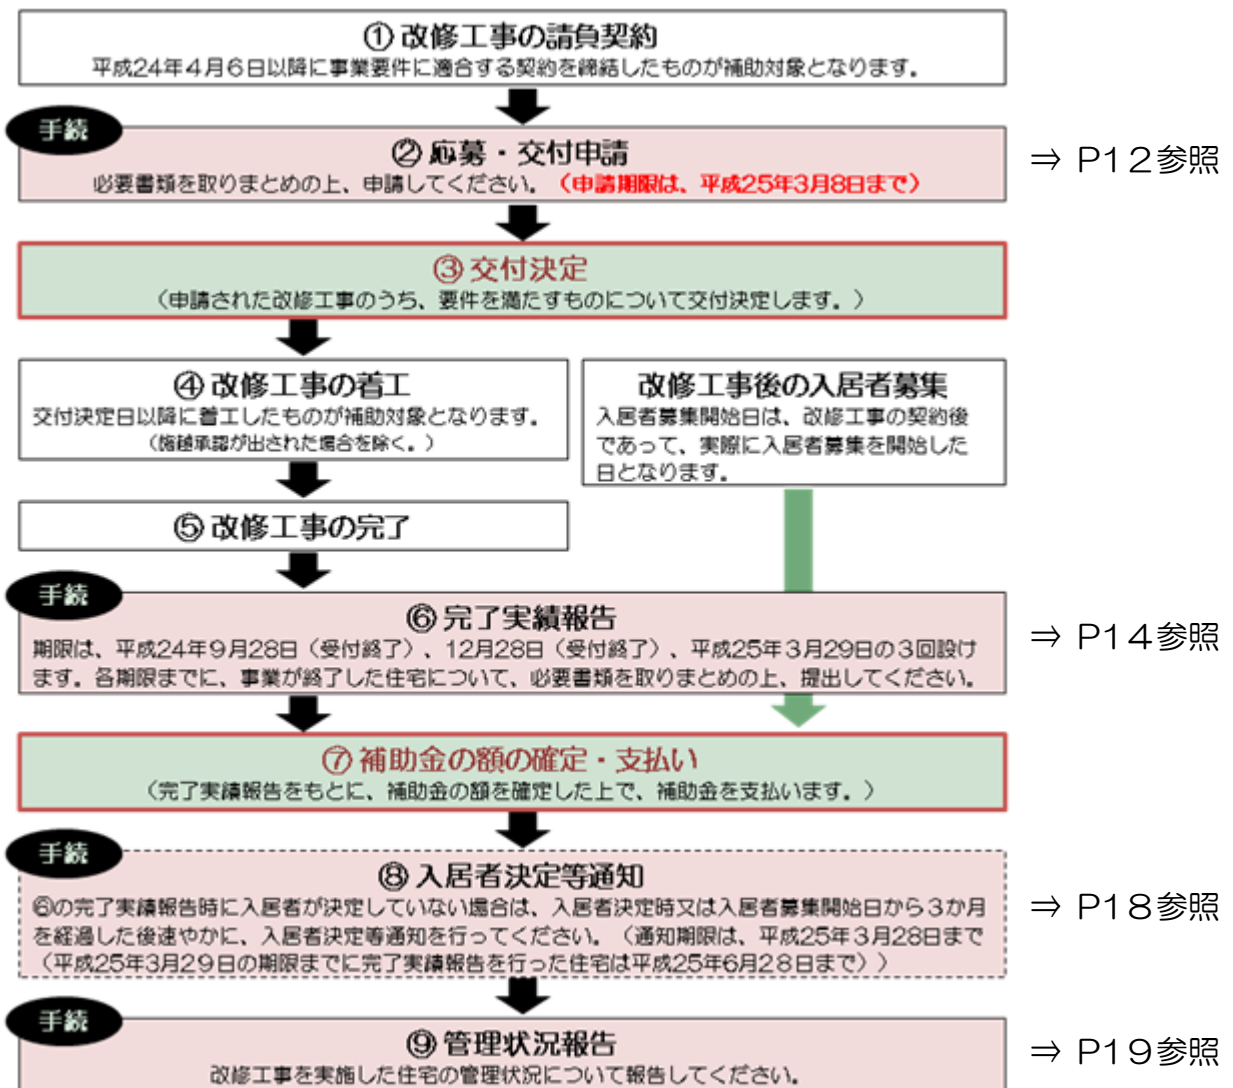 ① 改修工事の請負契約
平成24年4月6日以降に事業要件に適合する契約を締結したものが補助対象となります。
手続
② 応募・交付申請
必要書類を取りまとめの上、申請してください。（申請期限は、平成25年3月8日まで）
⇒ P12参照
③ 交付決定
（申請された改修工事のうち、要件を満たすものについて交付決定します。）
④ 改修工事の着工
交付決定日以降に着工したものが補助対象となります。
（施越承認が出された場合を除く。）
改修工事後の入居者募集
入居者募集開始日は、改修工事の契約後
であって、実際に入居者募集を開始した
日となります。
⑤ 改修工事の完了
手続
⑥ 完了実績報告
期限は、平成24年9月28日（受付終了）、12月28日（受付終了）、平成25年3月29日の3回設け
ます。各期限までに、事業が終了した住宅について、必要書類を取りまとめの上、提出してください。
⇒ P14参照
⑦ 補助金の額の確定・支払い
（完了実績報告をもとに、補助金の額を確定した上で、補助金を支払います。）
手続
⑧ 入居者決定等通知
⑥の完了実績報告時に入居者が決定していない場合は、入居者決定時又は入居者募集開始日から3か月
を経過した後速やかに、入居者決定等通知を行ってください。（通知期限は、平成25年3月28日まで
（平成25年3月29日の期限までに完了実績報告を行った住宅は平成25年6月28日まで））
⇒ P18参照
手続
⑨ 管理状況報告
改修工事を実施した住宅の管理状況について報告してください。
⇒ P19参照